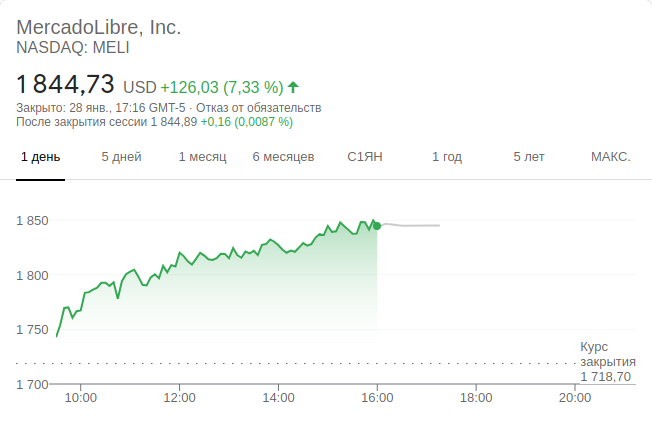 MercadoLibre, Inc.
NASDAQ: MELI
1 844,73 USD +126,03 (7,33 %)
Закрыто: 28 янв., 17:16 GMT-5 · Отказ от обязательств
После закрытия сессии 1 844,89 +0,16 (0,0087 %)
1 день 5 дней 1 месяц 6 месяцев С1ЯН 1 год 5 лет МАКС.
1 850
1 800
1 750
Курс
закрытия
1 718,70
1 700
10:00 12:00 14:00 16:00 18:00 20:00